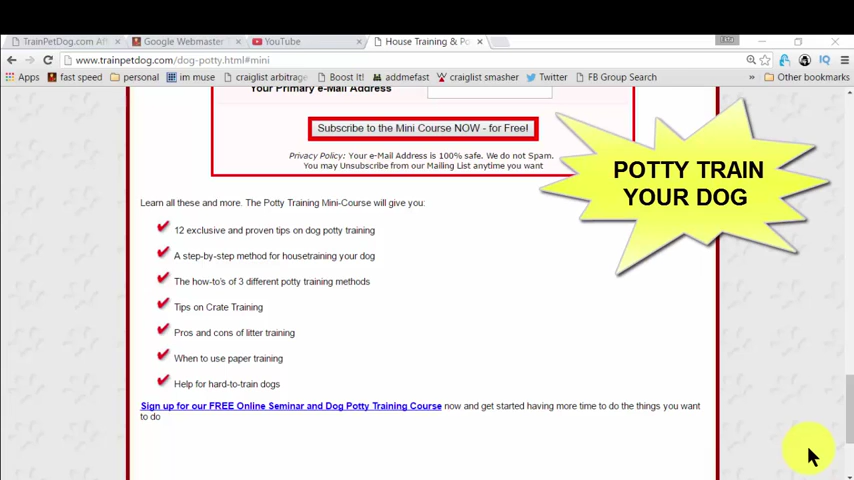 TrainPetDog.com Aff
Google Webmaster
YouTube
House Training & Po
www.trainpetdog.com/dog-potty.html#mini
Apps fast speed personal im muse craiglist arbitrage Boost It! addmefast craiglist smasher Twitter FB Group Search Other bookmarks
Your Primary e-Mail Address
Subscribe to the Mini Course NOW - for Free!
Privacy Policy: Your e-Mail Address is 100% safe. We do not Spam.
You may Unsubscribe from our Mailing List anytime you want
POTTY TRAIN
YOUR DOG
Learn all these and more. The Potty Training Mini-Course will give you:
12 exclusive and proven tips on dog potty training
A step-by-step method for housetraining your dog
The how-to's of 3 different potty training methods
Tips on Crate Training
Pros and cons of litter training
When to use paper training
Help for hard-to-train dogs
Sign up for our FREE Online Seminar and Dog Potty Training Course now and get started having more time to do the things you want
to do